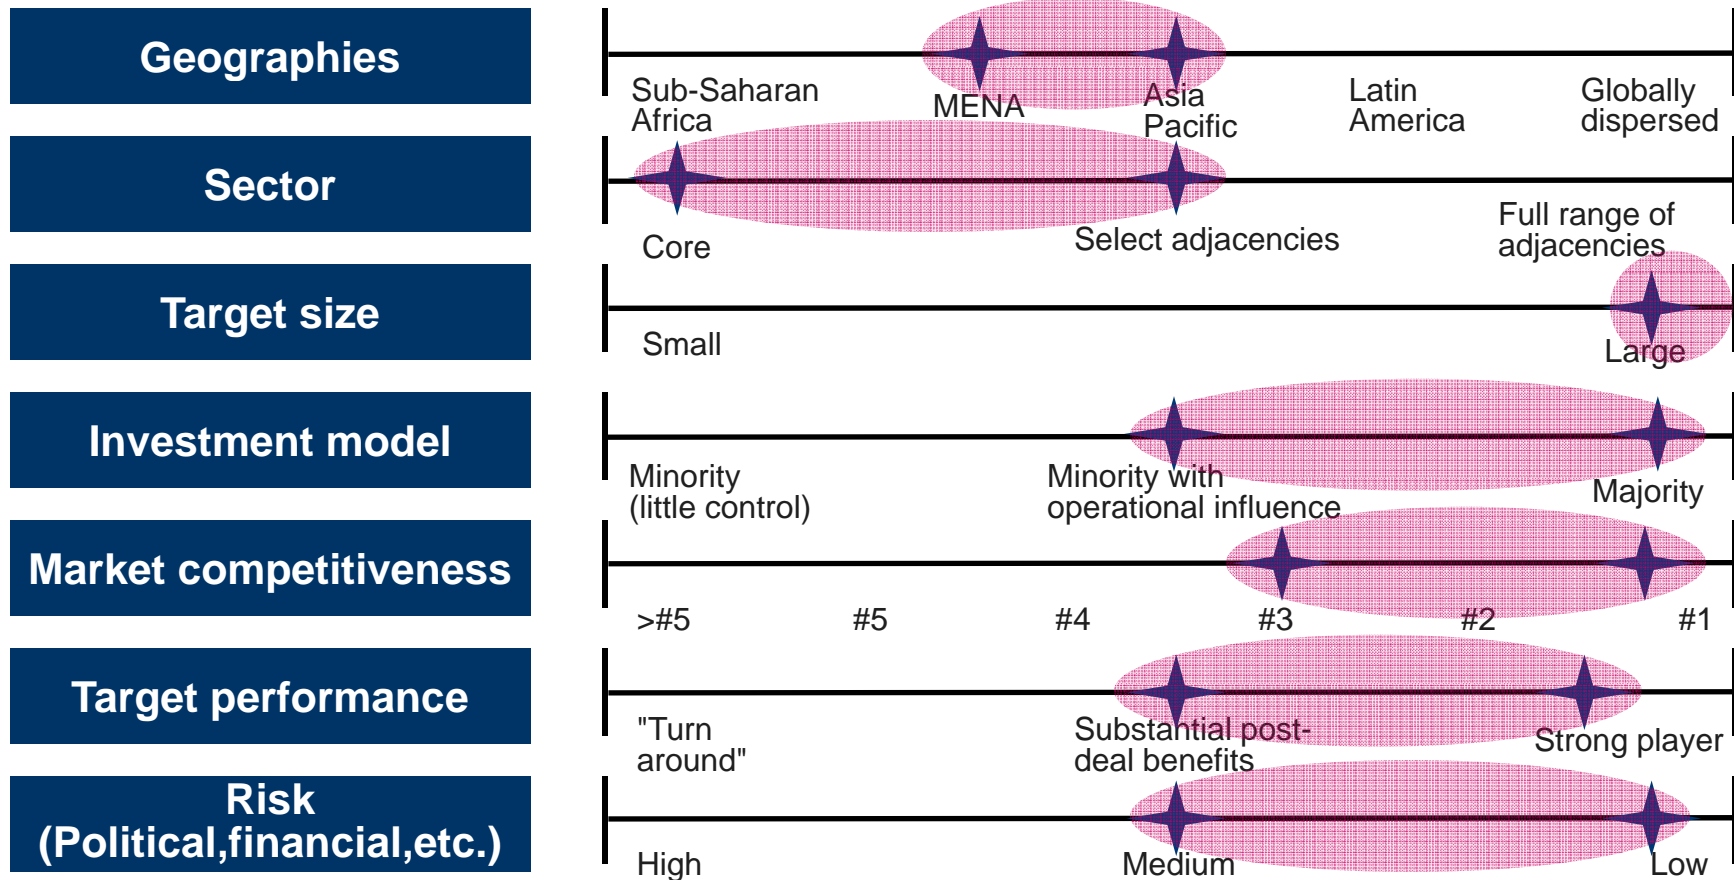 Geographies
Sub-Saharan
Africa
MENA
Asia
Pacific
Latin
America
Globally
dispersed
Sector
Core
Select adjacencies
Full range of
adjacencies
Target size
Small
Large
Investment model
Minority
(little control)
Minority with
operational influence
Majority
Market competitiveness
>#5
#5
#4
#3
#2
#1
Target performance
"Turn
around"
Substantial post-
deal benefits
Strong player
Risk
(Political,financial,etc.)
High
Medium
Low